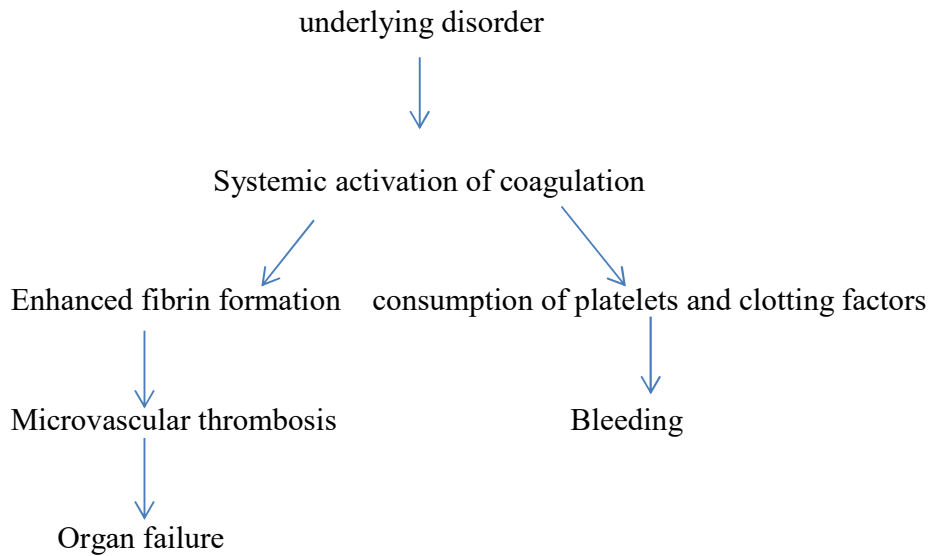 underlying disorder
Systemic activation of coagulation
Enhanced fibrin formation
consumption of platelets and clotting factors
Microvascular thrombosis
Bleeding
Organ failure